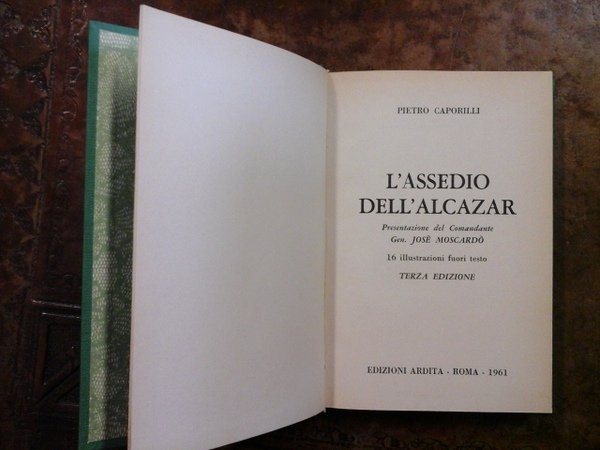 PIETRO CAPORILLI
L'ASSEDIO
DELL'ALCAZAR
Presentazione del Comandante
Gen. JOSÈ MOSCARDÒ
16 illustrazioni fuori testo
TERZA EDIZIONE
EDIZIONI ARDITA - ROMA - 1961